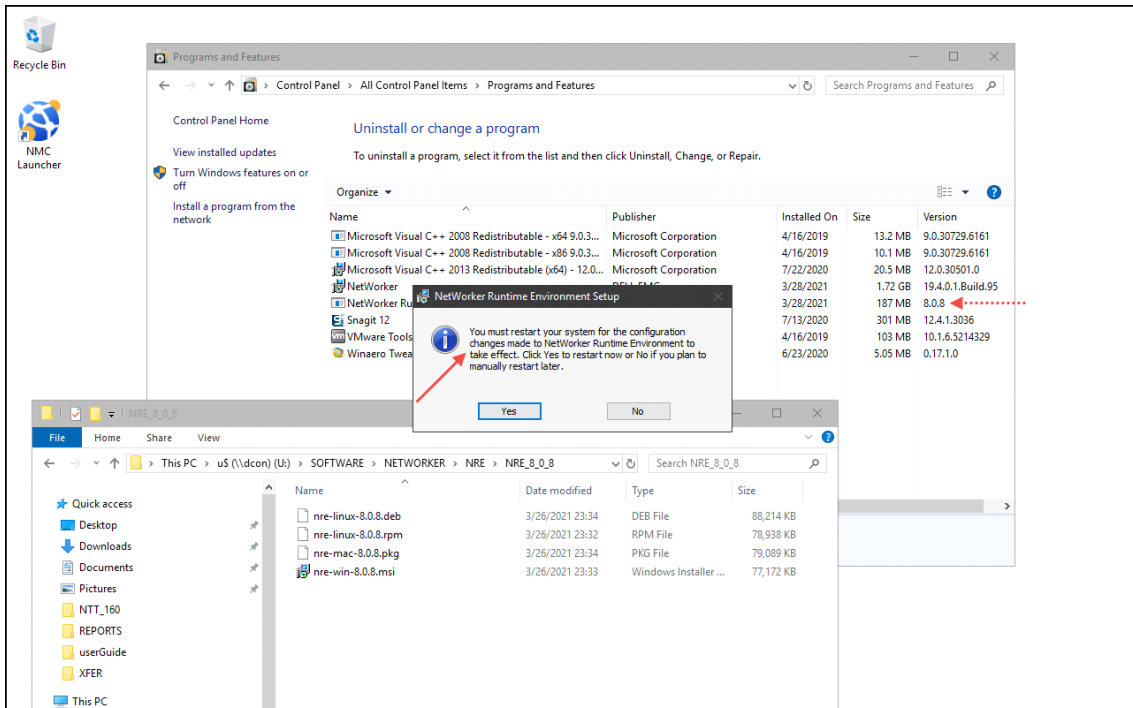 Recycle Bin
NMC
Launcher
Programs and Features
Control Panel > All Control Panel Items > Programs and Features
Search Programs and Features
Control Panel Home
View installed updates
Turn Windows features on or
off
Install a program from the
network
Uninstall or change a program
To uninstall a program, select it from the list and then click Uninstall, Change, or Repair.
Organize
Name Publisher Installed On Size Version
Microsoft Visual C++ 2008 Redistributable - x64 9.0.3... Microsoft Corporation 4/16/2019 13.2 MB 9.0.30729.6161
Microsoft Visual C++ 2008 Redistributable - x86 9.0.3... Microsoft Corporation 4/16/2019 10.1 MB 9.0.30729.6161
Microsoft Visual C++ 2013 Redistributable (x64) - 12.0... Microsoft Corporation 7/22/2020 20.5 MB 12.0.30501.0
NetWorker 3/28/2021 1.72 GB 19.4.0.1.Build.95
NetWorker Ru 3/28/2021 187 MB 8.0.8
Snagit 12 7/13/2020 301 MB 12.4.1.3036
VMware Tools 4/16/2019 103 MB 10.1.6.5214329
Winaero Twea 6/23/2020 5.05 MB 0.17.1.0
NetWorker Runtime Environment Setup
You must restart your system for the configuration
changes made to NetWorker Runtime Environment to
take effect. Click Yes to restart now or No if you plan to
manually restart later.
Yes No
NRE_8_0_8
File Home Share View
This PC > u$ (\\dcon) (U:) > SOFTWARE > NETWORKER > NRE > NRE_8_0_8
Search NRE_8_0_8
Quick access
Desktop
Downloads
Documents
Pictures
NTT_160
REPORTS
userGuide
XFER
This PC
Name Date modified Type Size
nre-linux-8.0.8.deb 3/26/2021 23:34 DEB File 88,214 KB
nre-linux-8.0.8.rpm 3/26/2021 23:32 RPM File 78,938 KB
nre-mac-8.0.8.pkg 3/26/2021 23:34 PKG File 79,089 KB
nre-win-8.0.8.msi 3/26/2021 23:33 Windows Installer ... 77,172 KB